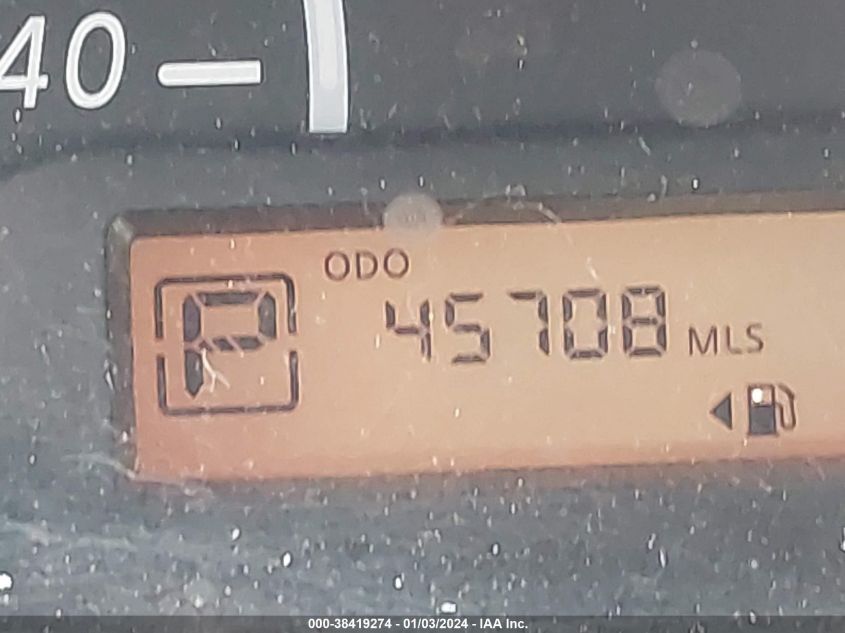 40
ODO
P 45708 MLS
000-38419274 - 01/03/2024 - IAA Inc.